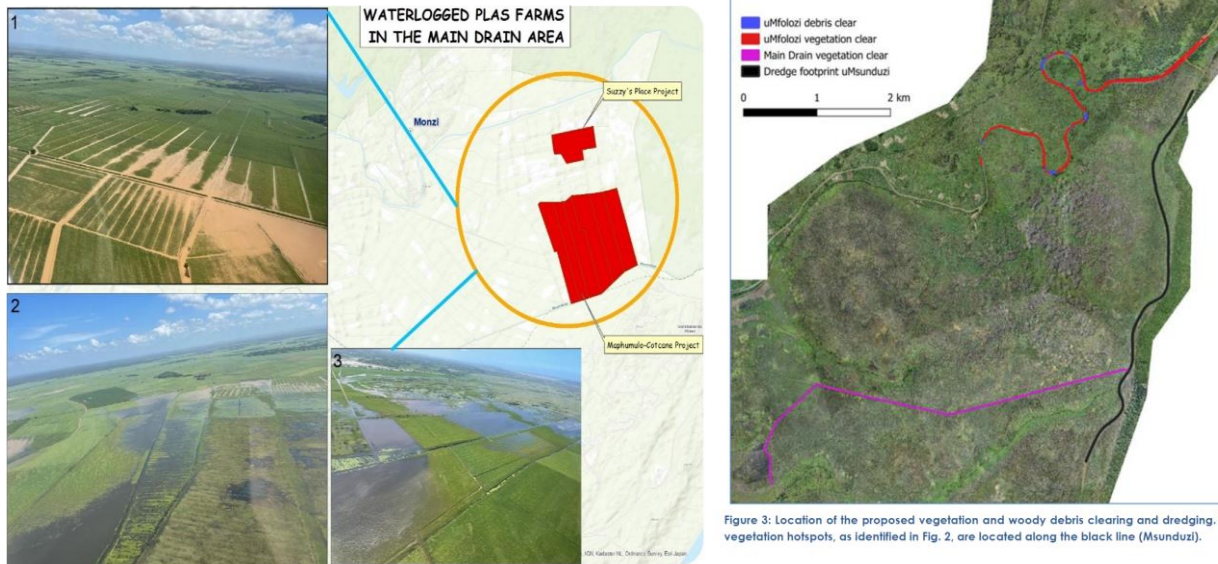 1
WATERLOGGED PLAS FARMS
IN THE MAIN DRAIN AREA
Monzi
Suzzy's Place Project
Maphumulo-Cotcane Project
2
3
uMfolozi debris clear
uMfolozi vegetation clear
Main Drain vegetation clear
Dredge footprint uMsunduzi
0 1 2 km
Figure 3: Location of the proposed vegetation and woody debris clearing and dredging.
vegetation hotspots, as identified in Fig. 2, are located along the black line (Msunduzi).